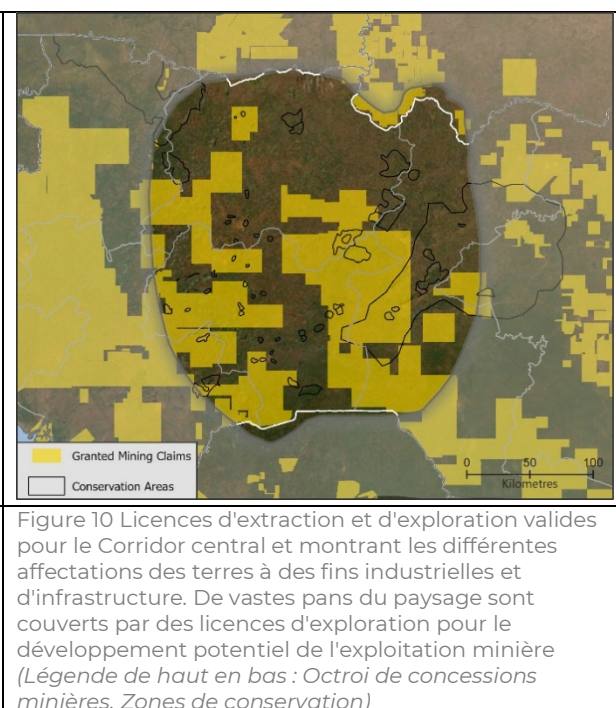 Granted Mining Claims
Conservation Areas
0 50 100
Kilometres
Figure 10 Licences d'extraction et d'exploration valides
pour le Corridor central et montrant les différentes
affectations des terres à des fins industrielles et
d'infrastructure. De vastes pans du paysage sont
couverts par des licences d'exploration pour le
développement potentiel de l'exploitation minière
(Légende de haut en bas : Octroi de concessions
minières, Zones de conservation)